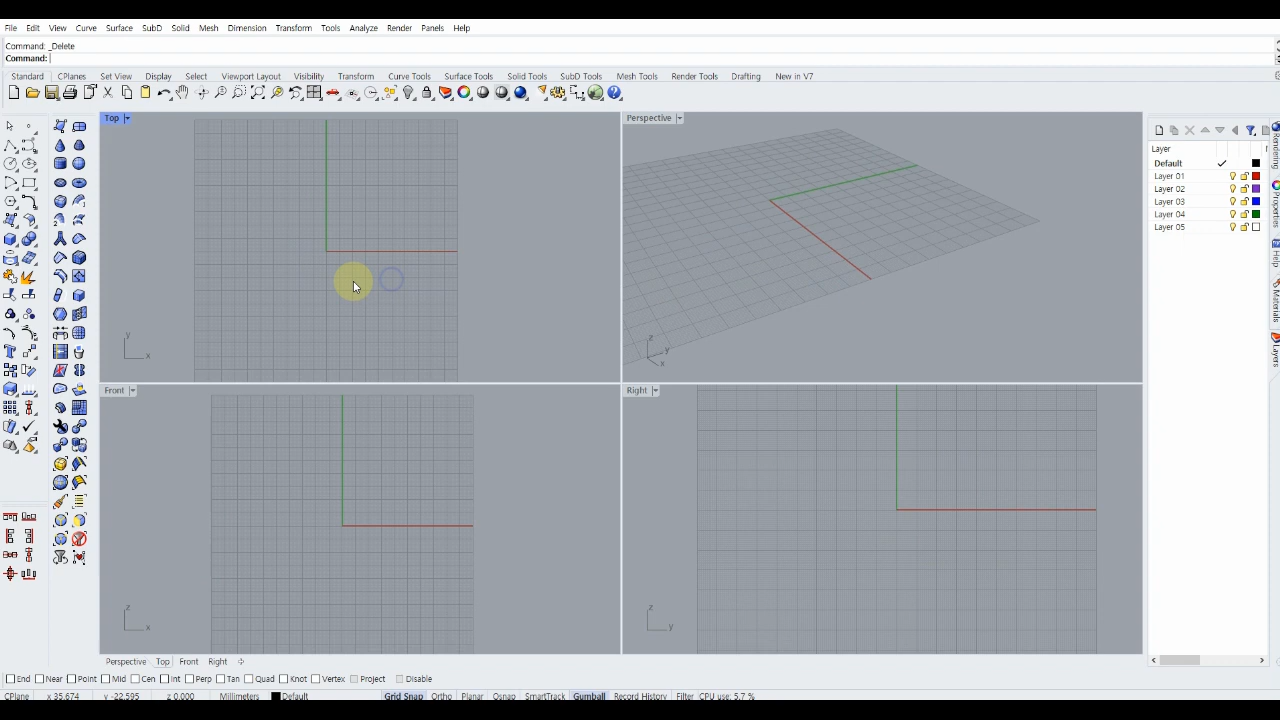 File Edit View Curve Surface SubD Solid Mesh Dimension Transform Tools Analyze Render Panels Help
Command: _Delete
Command:
Standard CPlanes Set View Display Select Viewport Layout Visibility Transform Curve Tools Surface Tools Solid Tools SubD Tools Mesh Tools Render Tools Drafting New in V7
Top
Perspective
Layer
Default
Layer 01
Layer 02
Layer 03
Layer 04
Layer 05
Rendering
Properties
Help
Materials
Layers
y
x
z
y
x
Front
Right
z
x
z
y
Perspective Top Front Right
End Near Point Mid Cen Int Perp Tan Quad Knot Vertex Project Disable
CPlane x 35.674 y -22.595 z 0.000 Millimeters Default Grid Snap Ortho Planar Osnap SmartTrack Gumball Record History Filter CPU use: 5.7 %